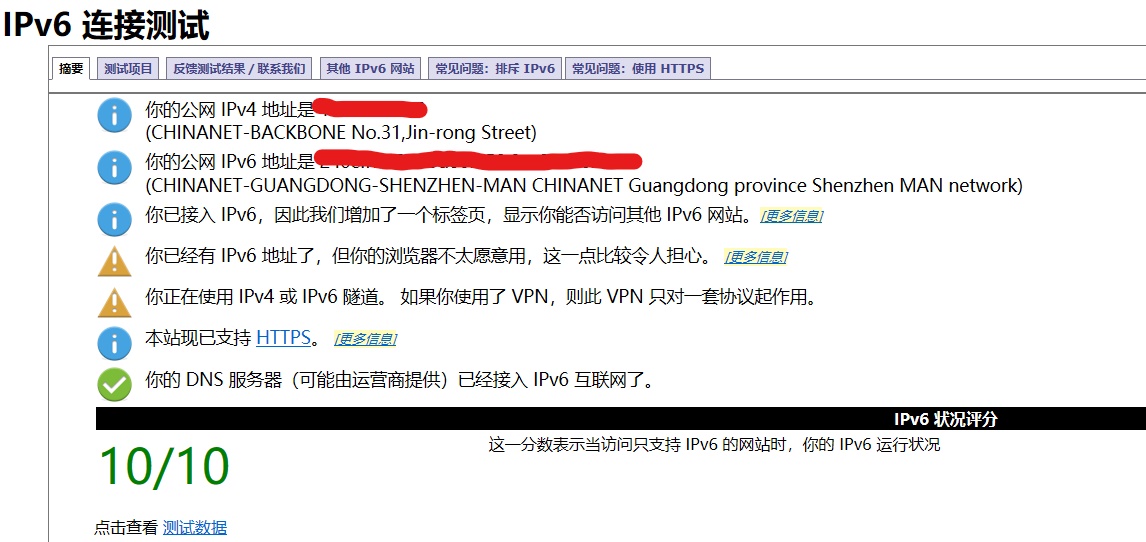 IPv6 连接测试
摘要
测试项目
反馈测试结果 / 联系我们
其他 IPv6 网站
常见问题：排斥 IPv6
常见问题：使用 HTTPS
你的公网 IPv4 地址是
(CHINANET-BACKBONE No.31,Jin-rong Street)
你的公网 IPv6 地址是
(CHINANET-GUANGDONG-SHENZHEN-MAN CHINANET Guangdong province Shenzhen MAN network)
你已接入 IPv6，因此我们增加了一个标签页，显示你能否访问其他 IPv6 网站。 [更多信息]
你已经有 IPv6 地址了，但你的浏览器不太愿意用，这一点比较令人担心。 [更多信息]
你正在使用 IPv4 或 IPv6 隧道。 如果你使用了 VPN，则此 VPN 只对一套协议起作用。
本站现已支持 HTTPS。 [更多信息]
你的 DNS 服务器（可能由运营商提供）已经接入 IPv6 互联网了。
IPv6 状况评分
10/10
这一分数表示当访问只支持 IPv6 的网站时，你的 IPv6 运行状况
点击查看 测试数据